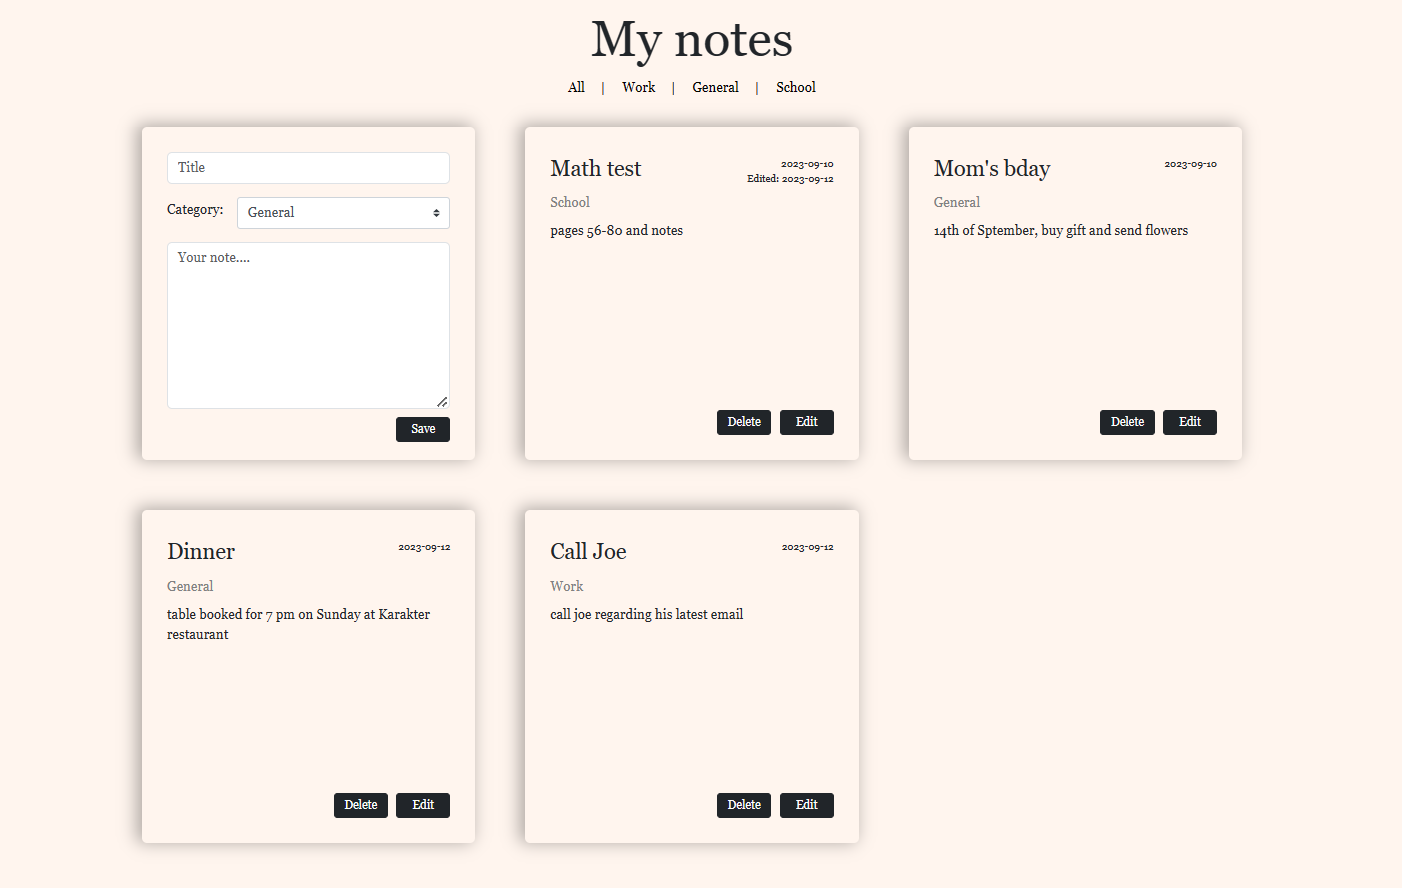 My notes
All | Work | General | School
Title
Category: General
Your note....
Save
Math test
2023-09-10
Edited: 2023-09-12
School
pages 56-80 and notes
Delete Edit
Mom's bday
2023-09-10
General
14th of Sptember, buy gift and send flowers
Delete Edit
Dinner
2023-09-12
General
table booked for 7 pm on Sunday at Karakter
restaurant
Delete Edit
Call Joe
2023-09-12
Work
call joe regarding his latest email
Delete Edit